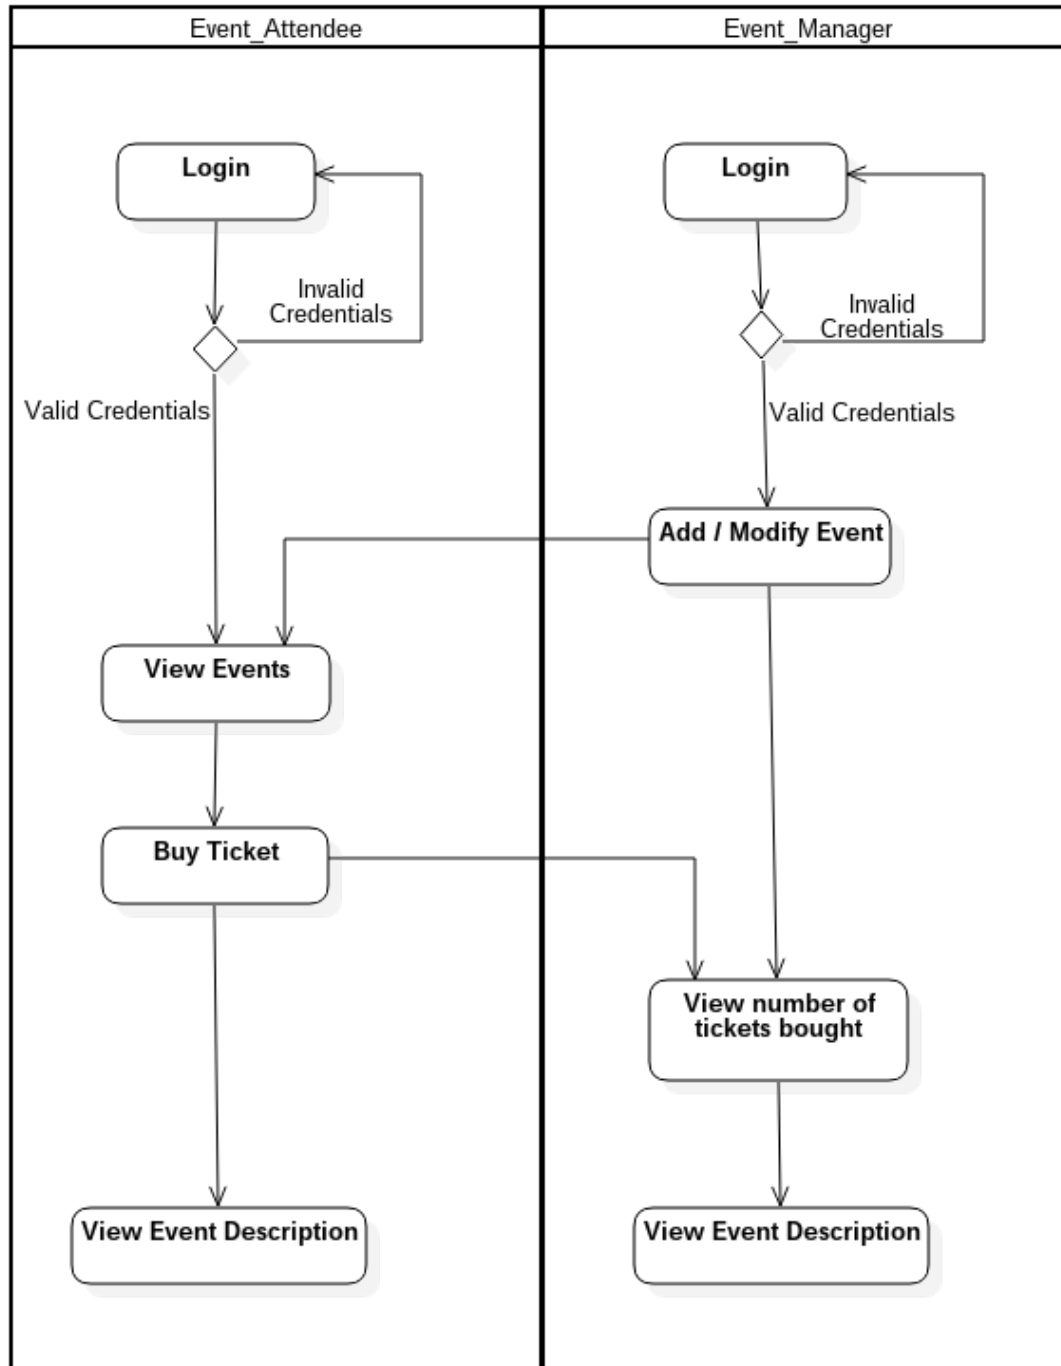 Event_Attendee
Event_Manager
Login
Login
Invalid
Credentials
Invalid
Credentials
Valid Credentials
Valid Credentials
Add / Modify Event
View Events
Buy Ticket
View number of
tickets bought
View Event Description
View Event Description